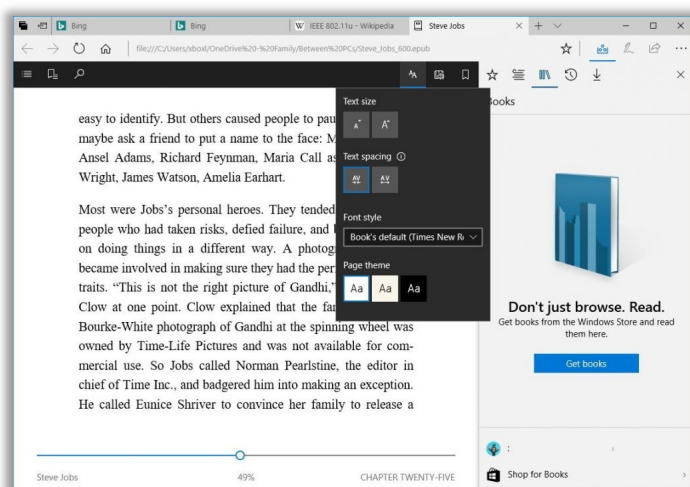 Bing
Bing
W IEEE 802.11u - Wikipedia
Steve Jobs
file:///C:/Users/xboxl/OneDrive%20-%20Family/Between%20PCs/Steve_Jobs_600.epub
Text size
A A
Text spacing
AV AV
Font style
Book's default (Times New R
Page theme
Aa Aa Aa
easy to identify. But others caused people to pau
maybe ask a friend to put a name to the face: M
Ansel Adams, Richard Feynman, Maria Call as
Wright, James Watson, Amelia Earhart.
Most were Jobs's personal heroes. They tended
people who had taken risks, defied failure, and
on doing things in a different way. A photog
became involved in making sure they had the per
traits. “This is not the right picture of Gandhi,”
Clow at one point. Clow explained that the fa
Bourke-White photograph of Gandhi at the spinning wheel was
owned by Time-Life Pictures and was not available for com-
mercial use. So Jobs called Norman Pearlstine, the editor in
chief of Time Inc., and badgered him into making an exception.
He called Eunice Shriver to convince her family to release a
Steve Jobs
49%
CHAPTER TWENTY-FIVE
ooks
Don't just browse. Read.
Get books from the Windows Store and read
them here.
Get books
Shop for Books